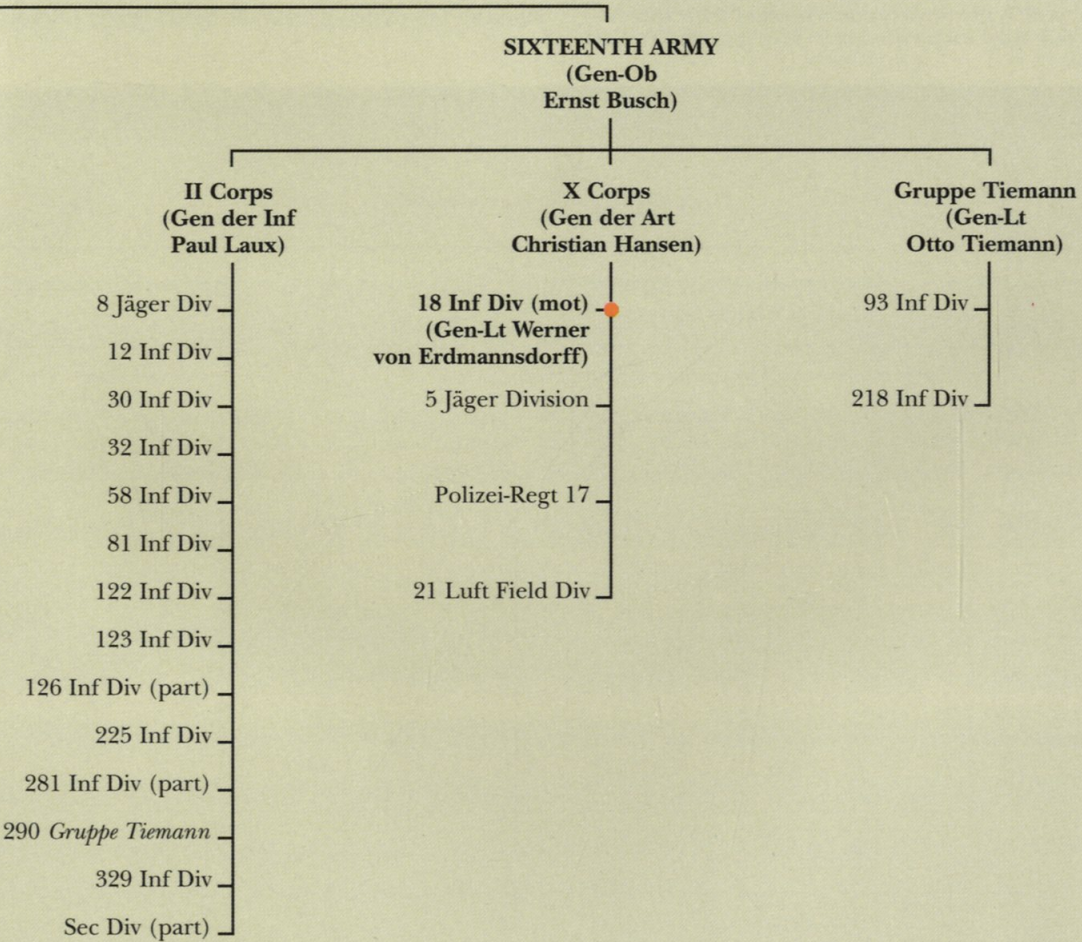 SIXTEENTH ARMY
(Gen-Ob
Ernst Busch)
II Corps
(Gen der Inf
Paul Laux)
8 Jäger Div
12 Inf Div
30 Inf Div
32 Inf Div
58 Inf Div
81 Inf Div
122 Inf Div
123 Inf Div
126 Inf Div (part)
225 Inf Div
281 Inf Div (part)
290 Gruppe Tiemann
329 Inf Div
Sec Div (part)
X Corps
(Gen der Art
Christian Hansen)
18 Inf Div (mot)
(Gen-Lt Werner
von Erdmannsdorff)
5 Jäger Division
Polizei-Regt 17
21 Luft Field Div
Gruppe Tiemann
(Gen-Lt
Otto Tiemann)
93 Inf Div
218 Inf Div